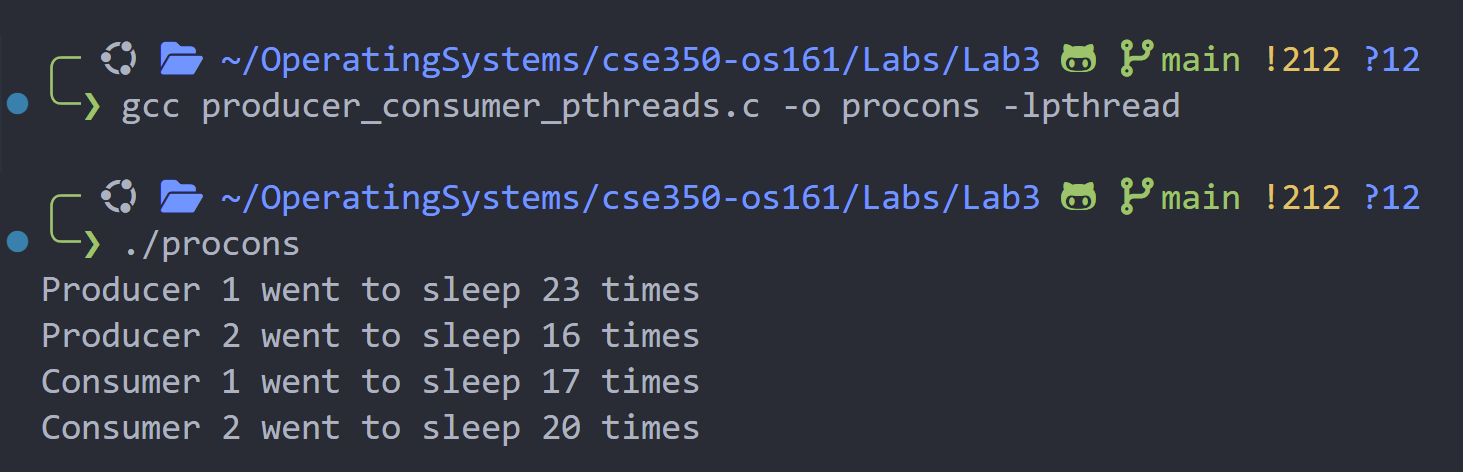 ~/OperatingSystems/cse350-os161/Labs/Lab3 main !212 ?12
❯ gcc producer_consumer_pthreads.c -o procons -lpthread
~/OperatingSystems/cse350-os161/Labs/Lab3 main !212 ?12
❯ ./procons
Producer 1 went to sleep 23 times
Producer 2 went to sleep 16 times
Consumer 1 went to sleep 17 times
Consumer 2 went to sleep 20 times